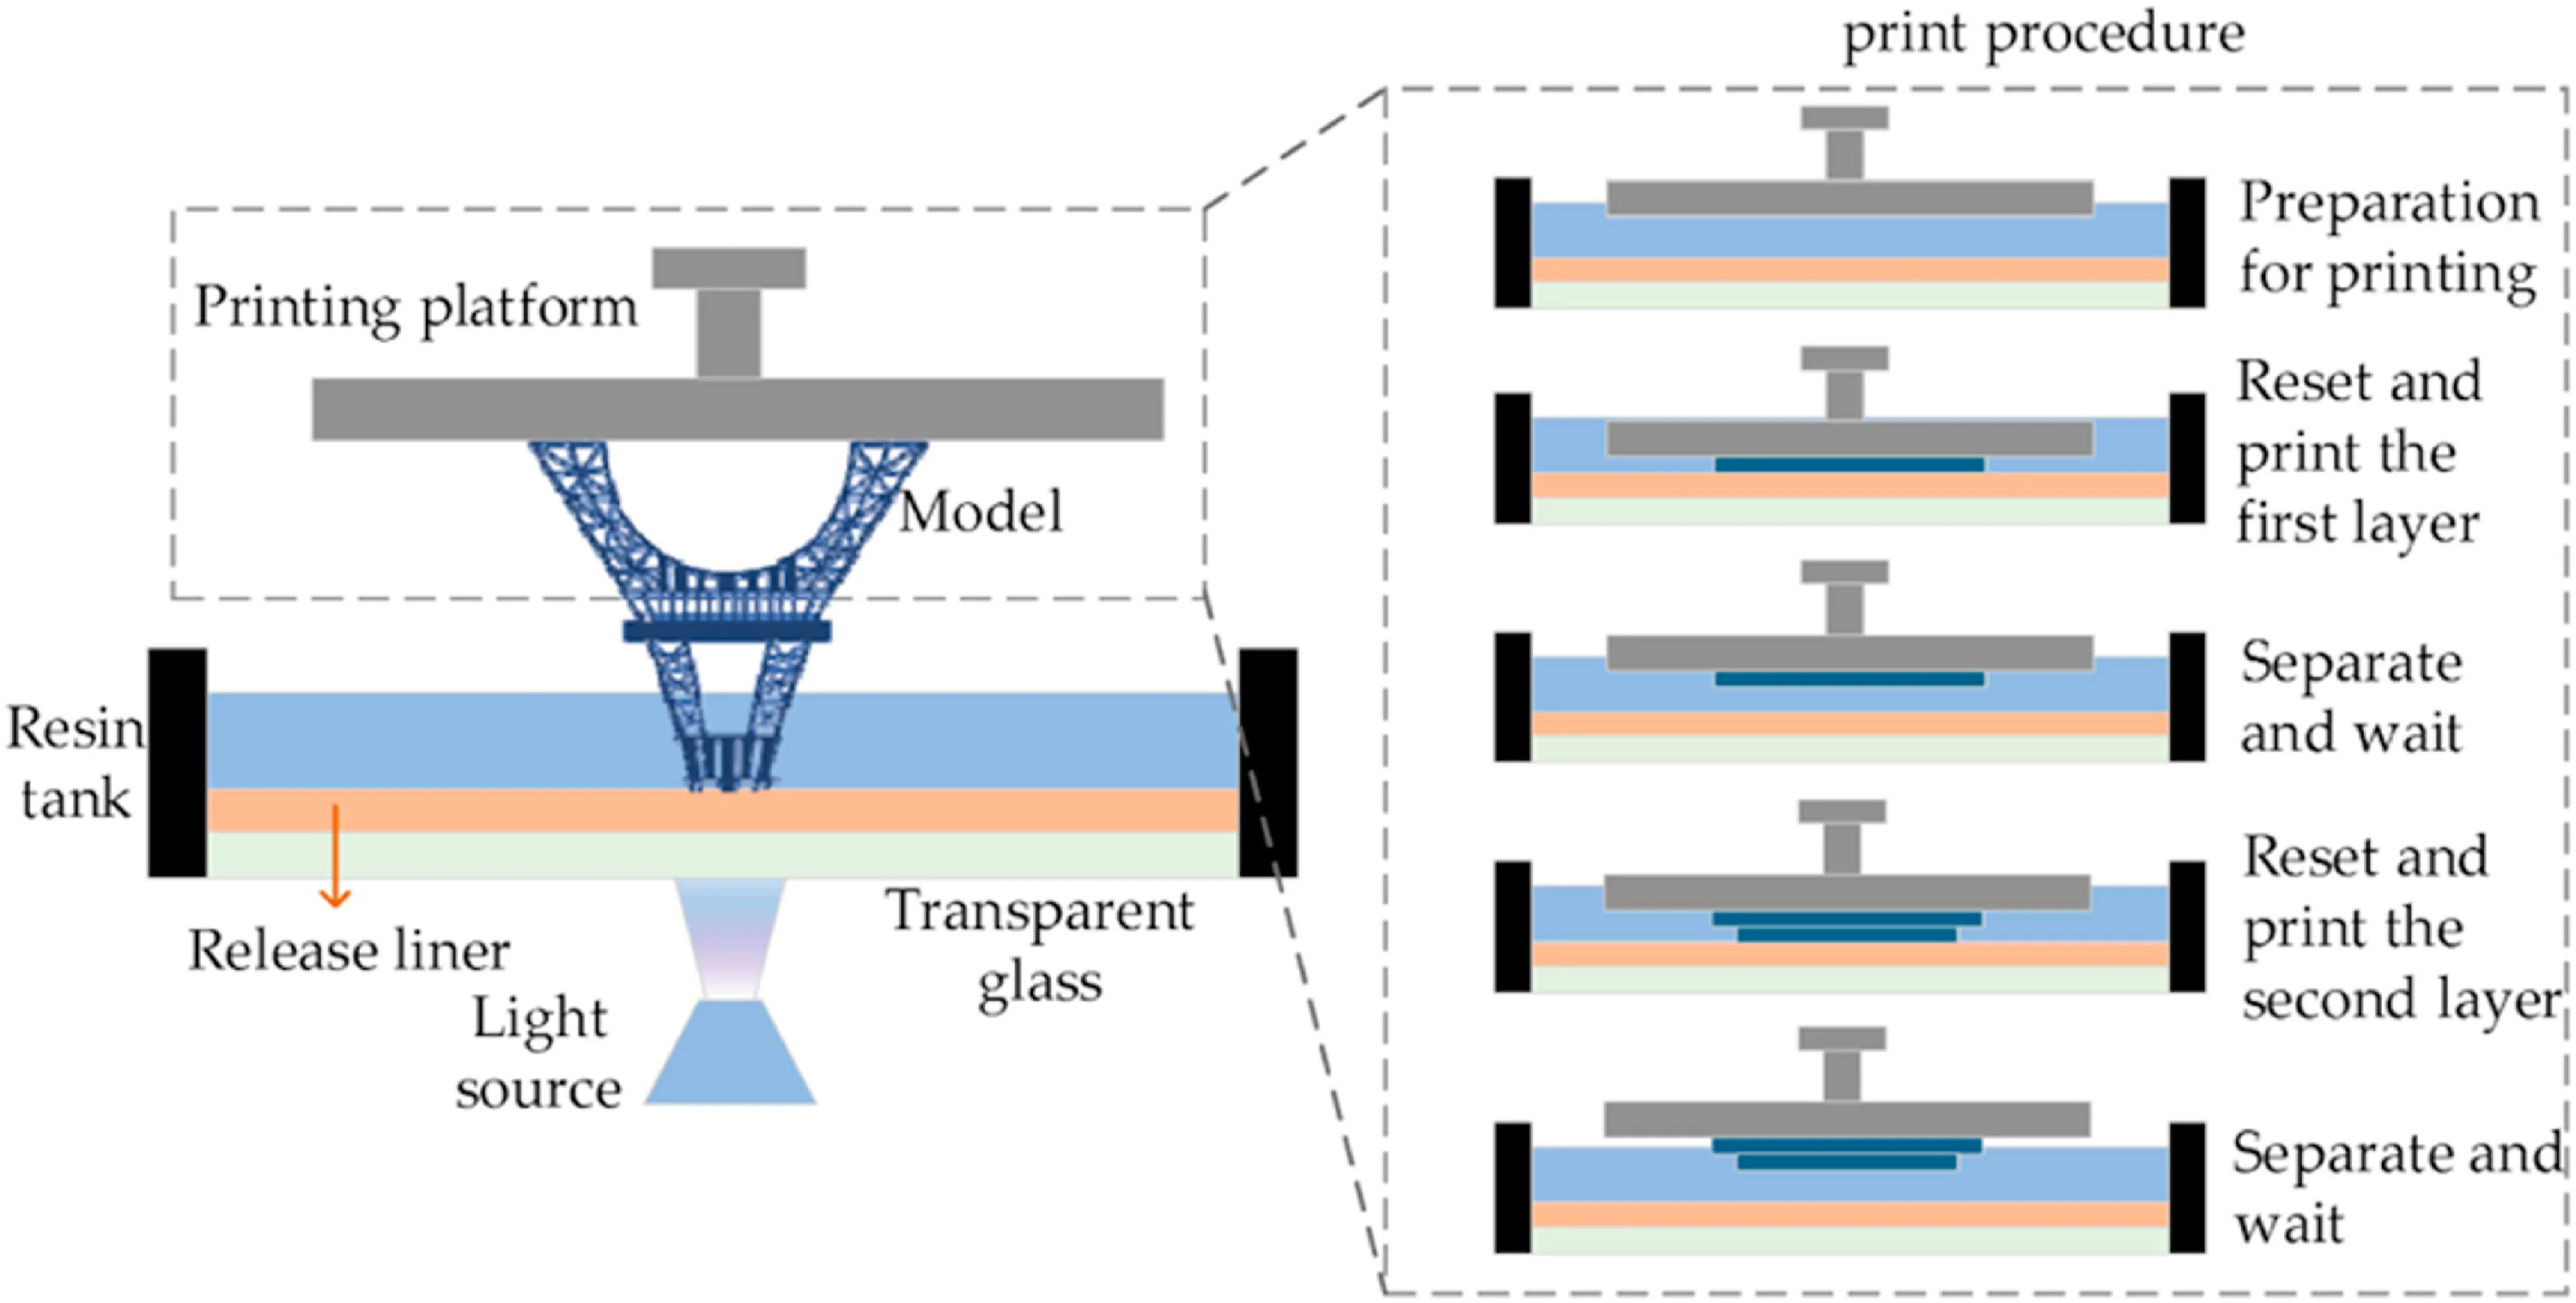 print procedure
Printing platform
Model
Resin
tank
Release liner
Light
source
Transparent
glass
Preparation
for printing
Reset and
print the
first layer
Separate
and wait
Reset and
print the
second layer
Separate and
wait